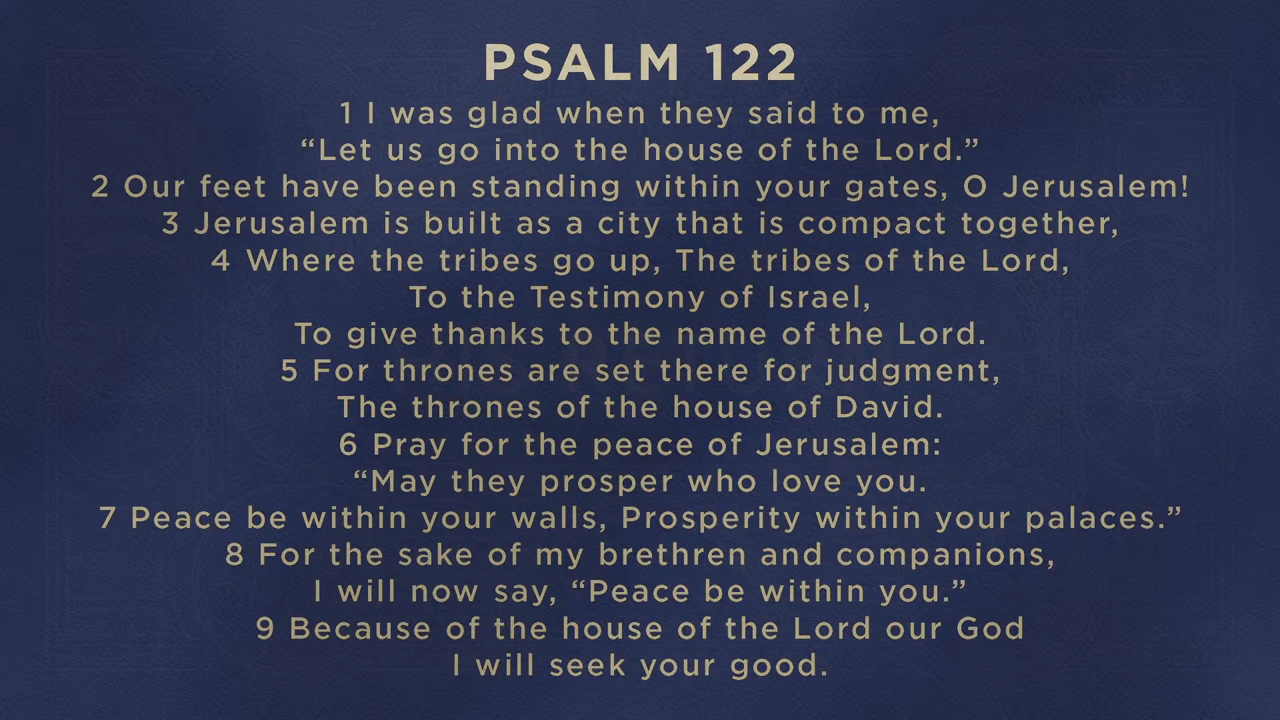 PSALM 122
1 I was glad when they said to me,
“Let us go into the house of the Lord.”
2 Our feet have been standing within your gates, O Jerusalem!
3 Jerusalem is built as a city that is compact together,
4 Where the tribes go up, The tribes of the Lord,
To the Testimony of Israel,
To give thanks to the name of the Lord.
5 For thrones are set there for judgment,
The thrones of the house of David.
6 Pray for the peace of Jerusalem:
“May they prosper who love you.
7 Peace be within your walls, Prosperity within your palaces.”
8 For the sake of my brethren and companions,
I will now say, “Peace be within you.”
9 Because of the house of the Lord our God
I will seek your good.